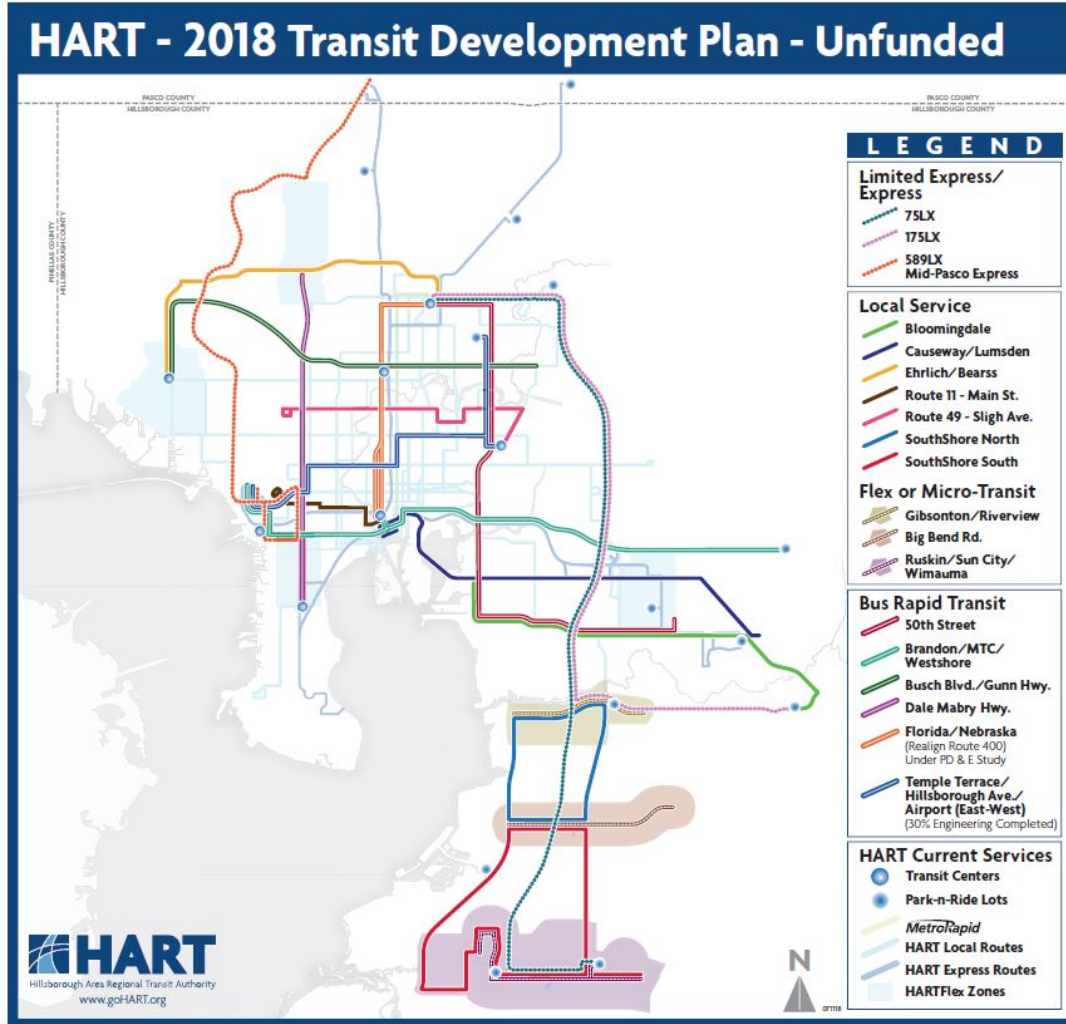 HART - 2018 Transit Development Plan - Unfunded
PASCO COUNTY
HILLSBOROUGH COUNTY
PASCO COUNTY
HILLSBOROUGH COUNTY
PINELLAS COUNTY
HILLSBOROUGH COUNTY
LEGEND
Limited Express/
Express
75LX
175LX
589LX
Mid-Pasco Express
Local Service
Bloomingdale
Causeway/Lumsden
Ehrlich/Bearss
Route 11 - Main St.
Route 49 - Sligh Ave.
SouthShore North
SouthShore South
Flex or Micro-Transit
Gibsonton/Riverview
Big Bend Rd.
Ruskin/Sun City/
Wimauma
Bus Rapid Transit
50th Street
Brandon/MTC/
Westshore
Busch Blvd./Gunn Hwy.
Dale Mabry Hwy.
Florida/Nebraska
(Realign Route 400)
Under PD & E Study
Temple Terrace/
Hillsborough Ave./
Airport (East-West)
(30% Engineering Completed)
HART Current Services
Transit Centers
Park-n-Ride Lots
MetroRapid
HART Local Routes
HART Express Routes
HARTFlex Zones
HART
Hillsborough Area Regional Transit Authority
www.goHART.org
N